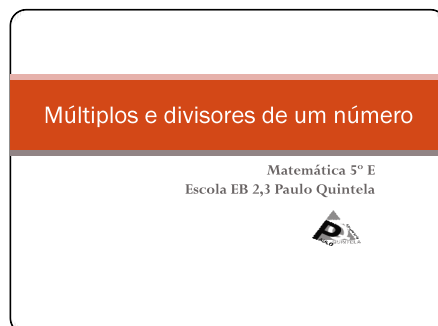 Múltiplos e divisores de um número
Matemática 5º E
Escola EB 2,3 Paulo Quintela